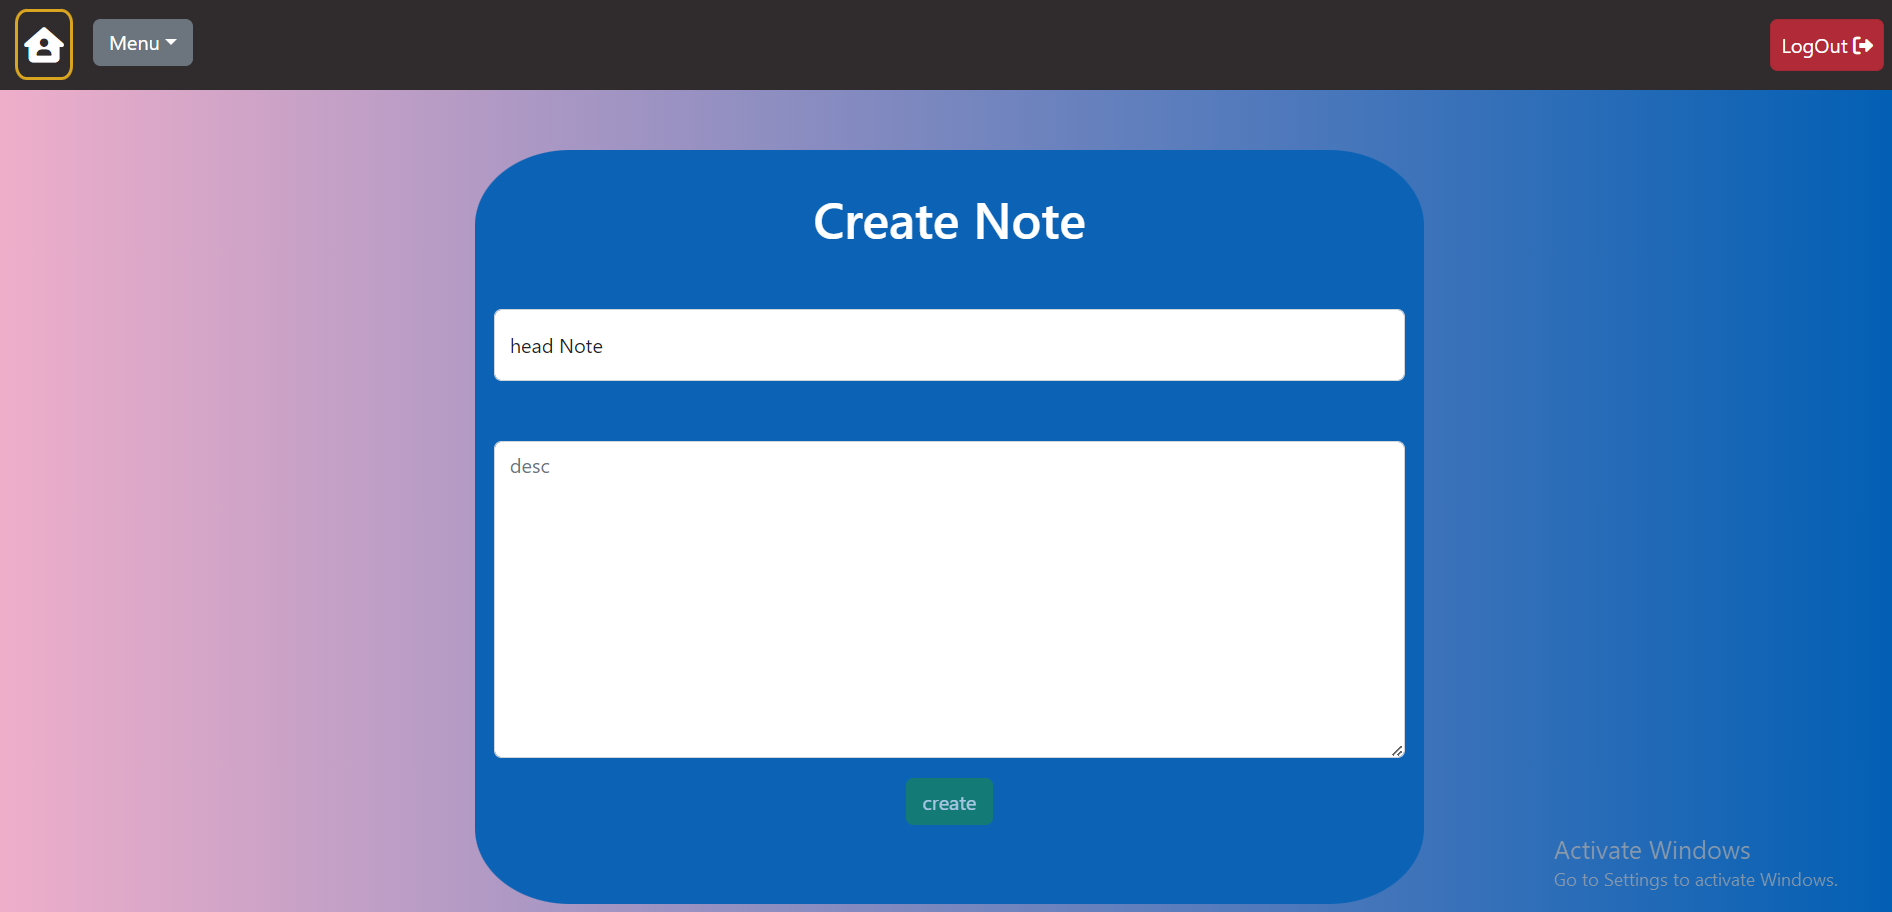 Menu
LogOut
Create Note
head Note
desc
create
Activate Windows
Go to Settings to activate Windows.